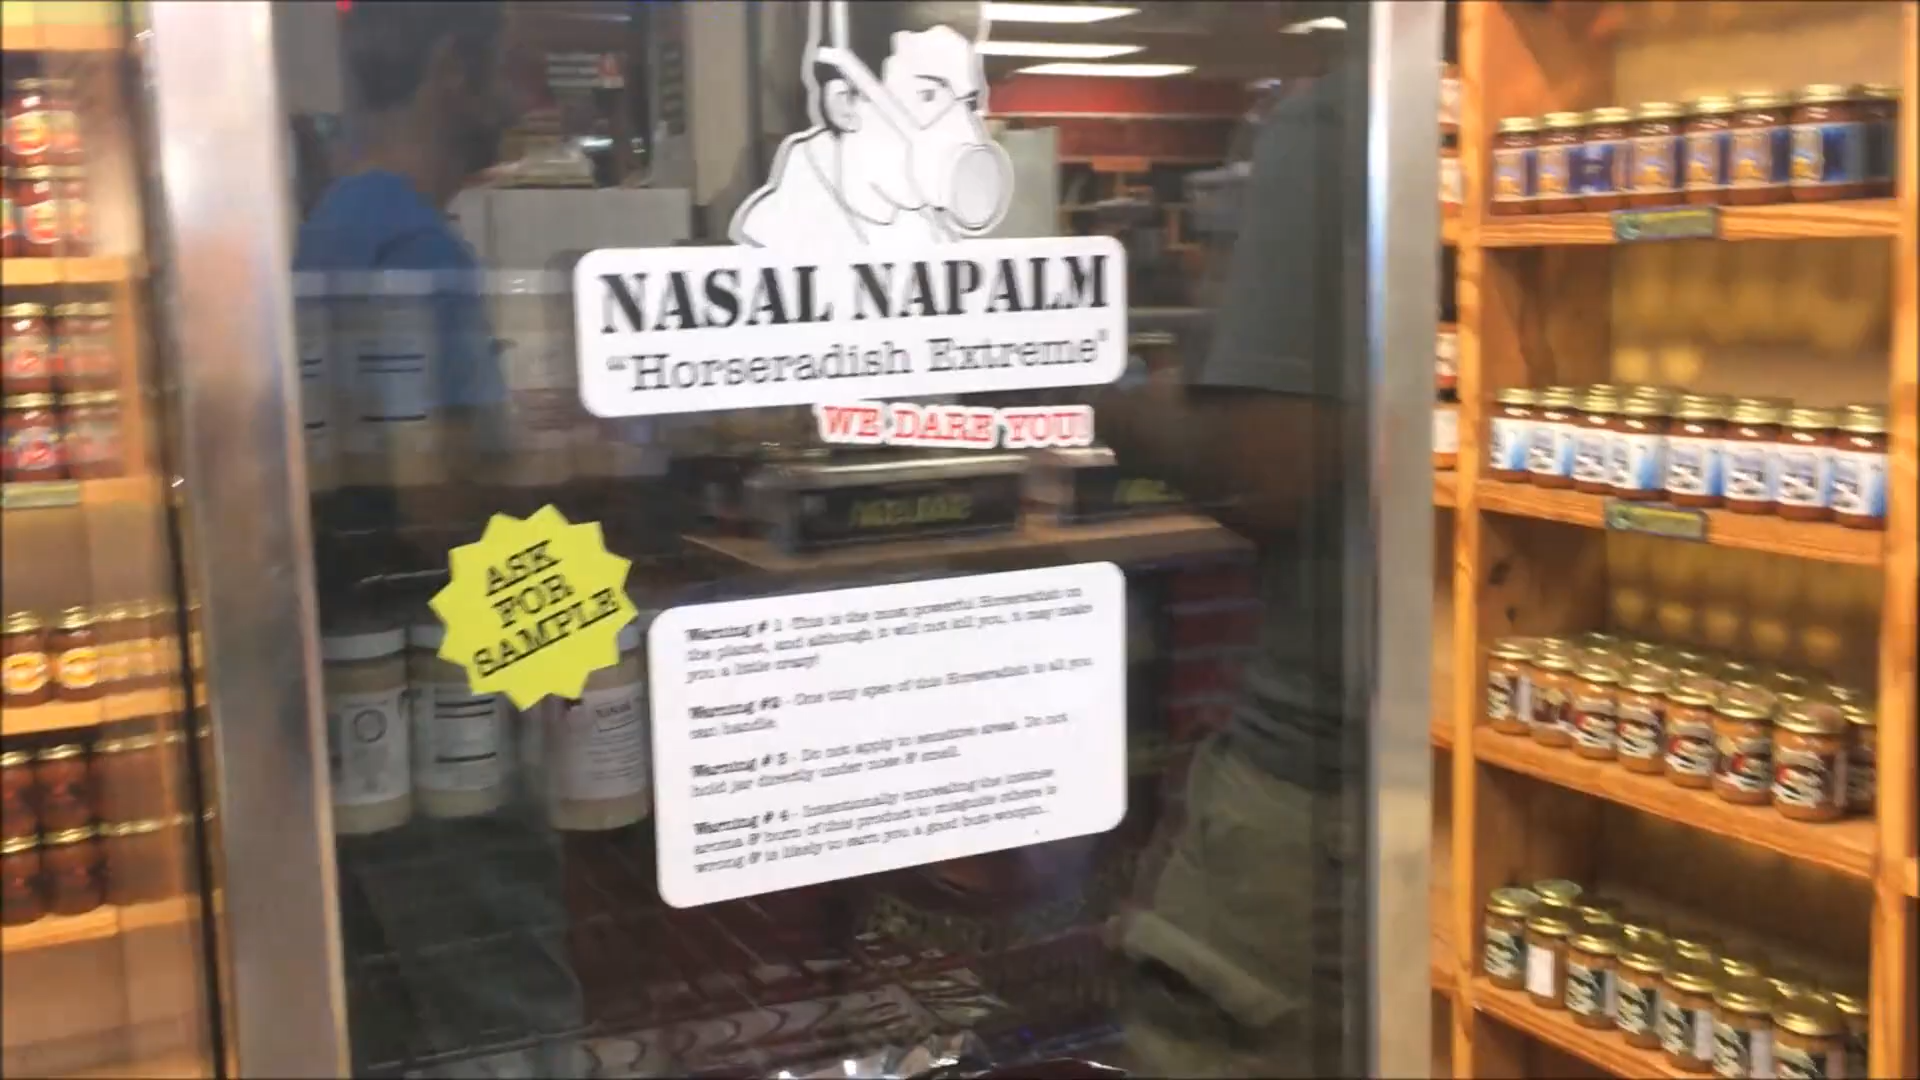 NASAL NAPALM
"Horseradish Extreme"
WE DARE YOU!
ASK
FOR
SAMPLE
Warning # 1 - This is the most powerful Horseradish on
the planet, and although it will not kill you, it may make
you a little crazy!
Warning #2 - One tiny spec of this Horseradish is all you
can handle.
Warning # 3 - Do not apply to sensitive areas. Do not
hold jar directly under nose & smell.
Warning # 4 - Intentionally concealing the intense
aroma & burn of this product to misguide others is
wrong & is likely to earn you a good butt-whoopin.
NASAL